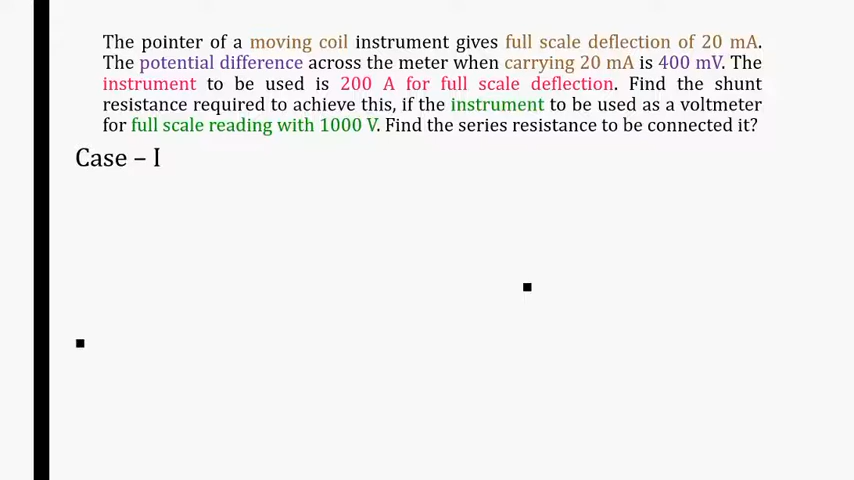 The pointer of a moving coil instrument gives full scale deflection of 20 mA.
The potential difference across the meter when carrying 20 mA is 400 mV. The
instrument to be used is 200 A for full scale deflection. Find the shunt
resistance required to achieve this, if the instrument to be used as a voltmeter
for full scale reading with 1000 V. Find the series resistance to be connected it?
Case – I